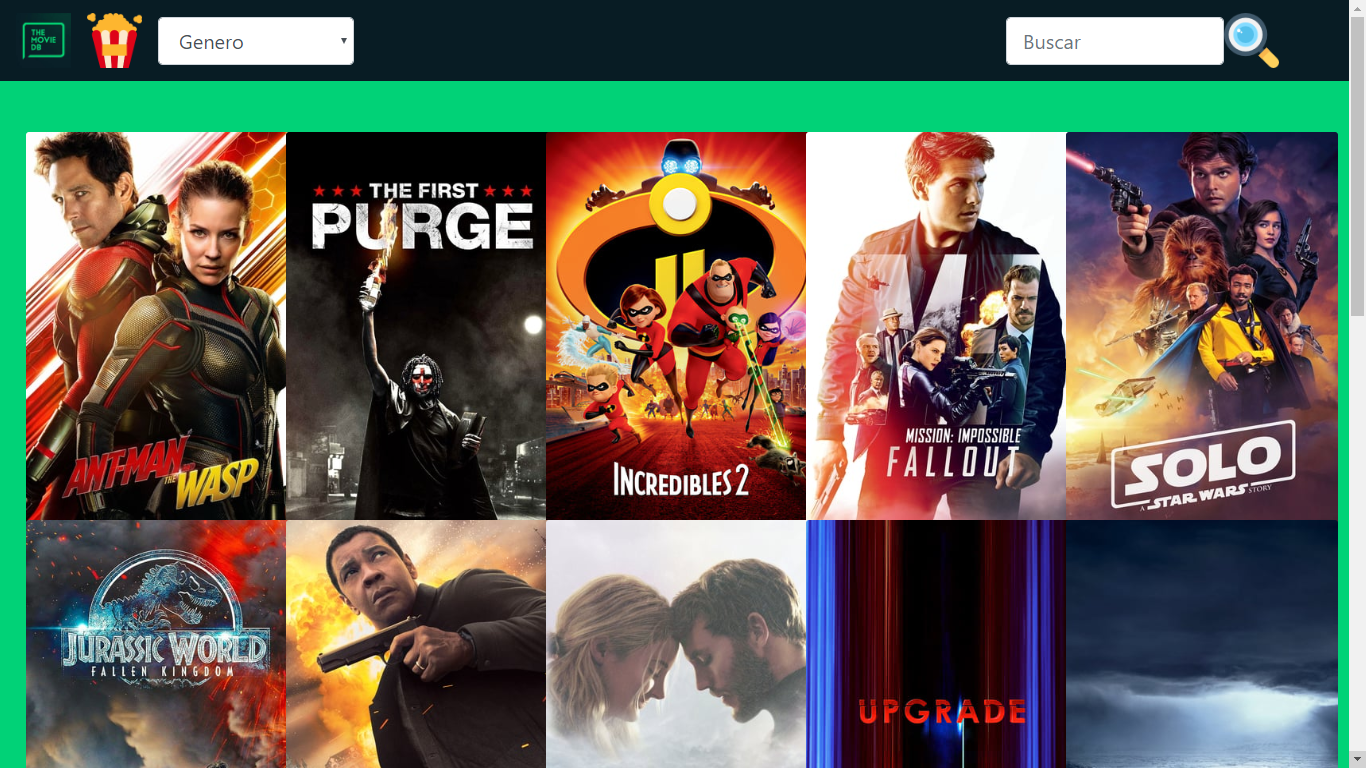 THE
MOVIE
DB
Genero
Buscar
THE FIRST
PURGE
ANT-MAN
AND THE
WASP
INCREDIBLES 2
MISSION: IMPOSSIBLE
FALLOUT
SOLO
A STAR WARS STORY
JURASSIC WORLD
FALLEN KINGDOM
UPGRADE